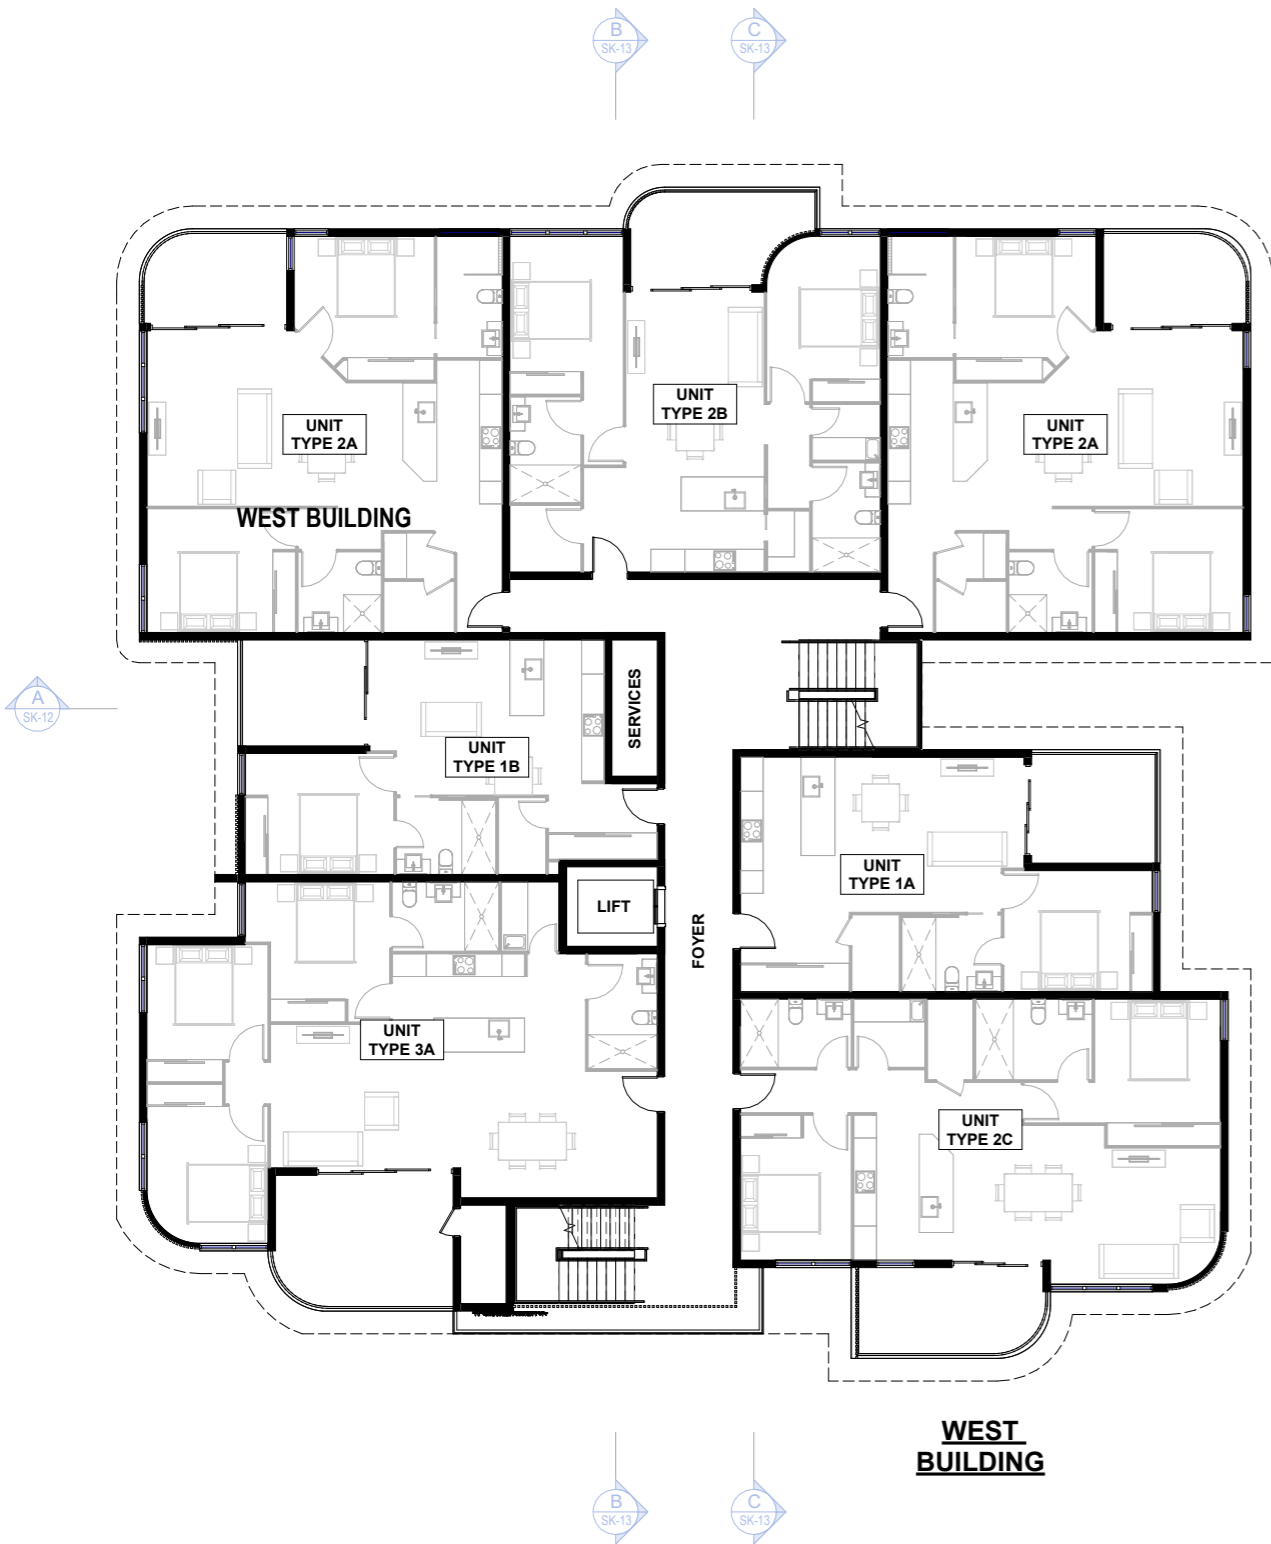 B
SK-13
C
SK-13
UNIT
TYPE 2B
UNIT
TYPE 2A
UNIT
TYPE 2A
WEST BUILDING
A
SK-12
SERVICES
UNIT
TYPE 1B
UNIT
TYPE 1A
LIFT
FOYER
UNIT
TYPE 3A
UNIT
TYPE 2C
WEST
BUILDING
B
SK-13
C
SK-13